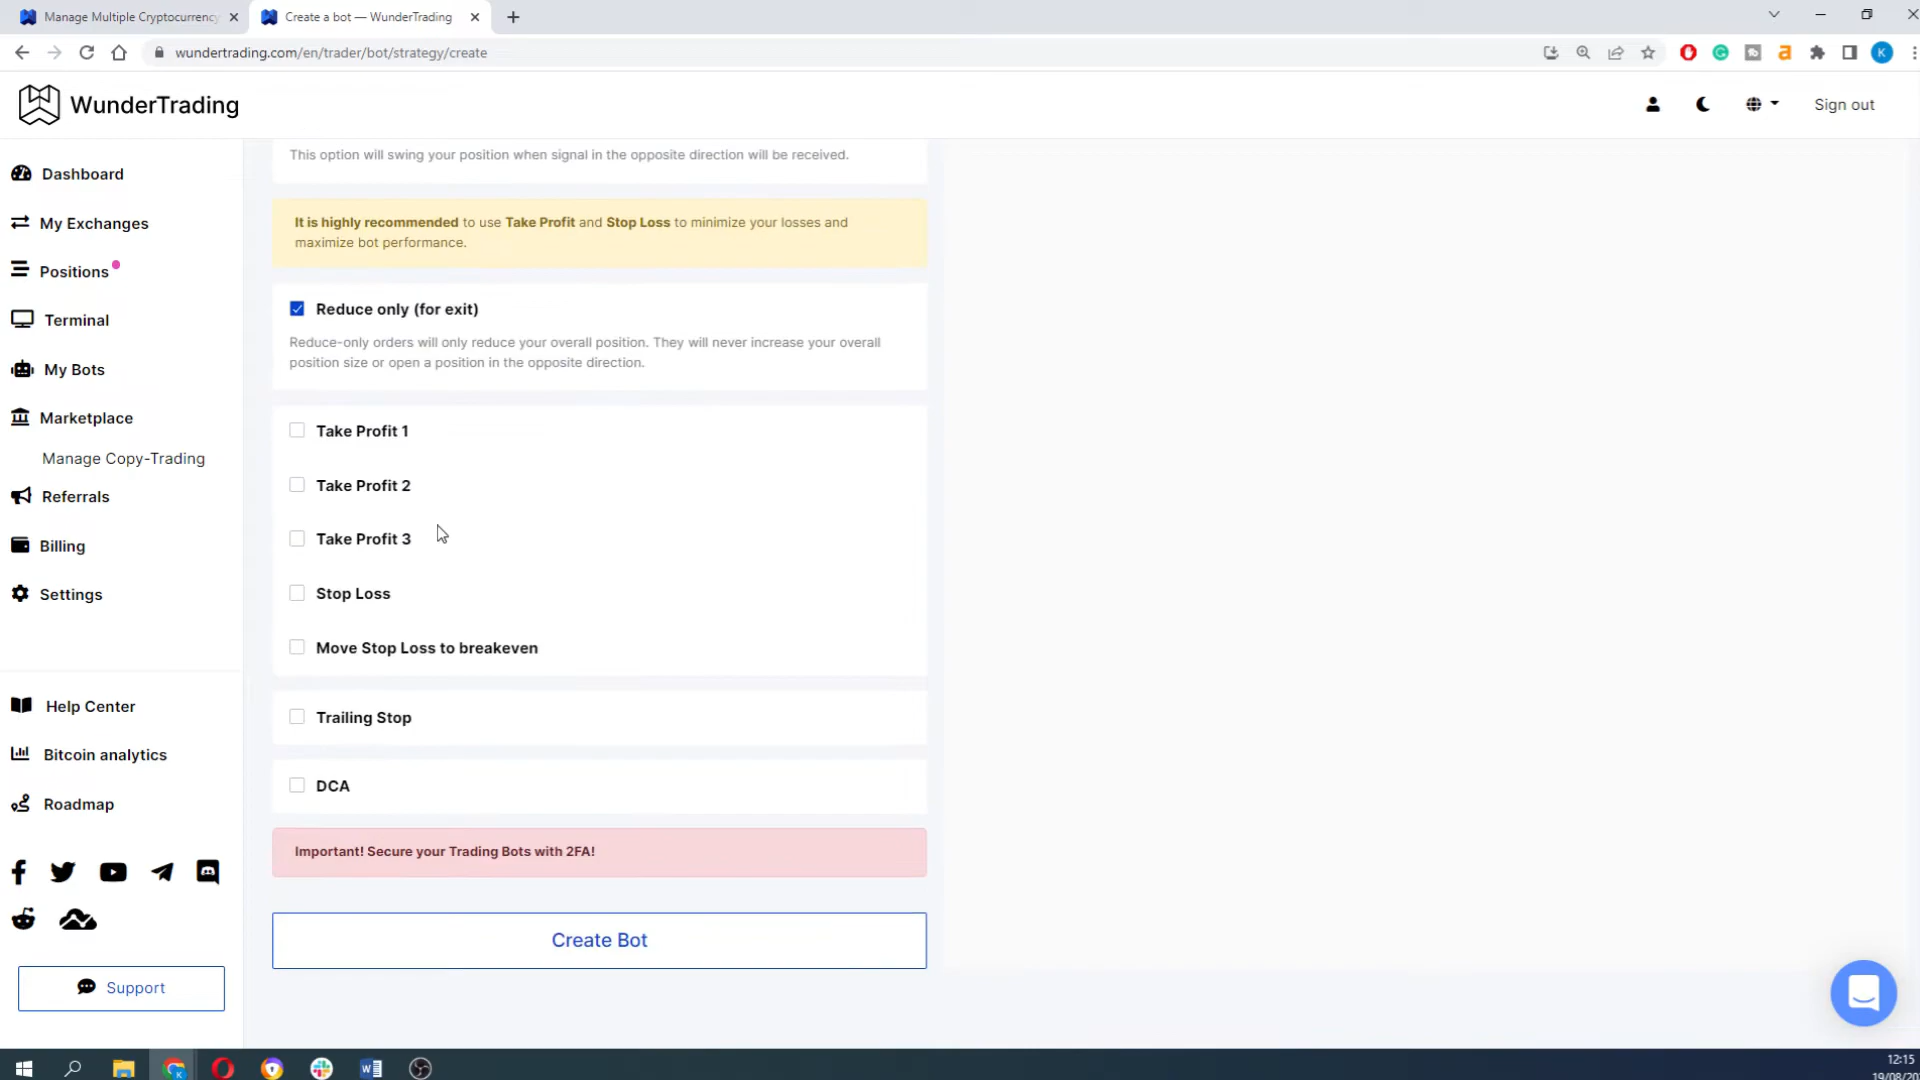 Manage Multiple Cryptocurrency
Create a bot — WunderTrading
wundertrading.com/en/trader/bot/strategy/create
K
WunderTrading
Sign out
Dashboard
My Exchanges
Positions
Terminal
My Bots
Marketplace
Manage Copy-Trading
Referrals
Billing
Settings
Help Center
Bitcoin analytics
Roadmap
Support
This option will swing your position when signal in the opposite direction will be received.
It is highly recommended to use Take Profit and Stop Loss to minimize your losses and
maximize bot performance.
Reduce only (for exit)
Reduce-only orders will only reduce your overall position. They will never increase your overall
position size or open a position in the opposite direction.
Take Profit 1
Take Profit 2
Take Profit 3
Stop Loss
Move Stop Loss to breakeven
Trailing Stop
DCA
Important! Secure your Trading Bots with 2FA!
Create Bot
12:15